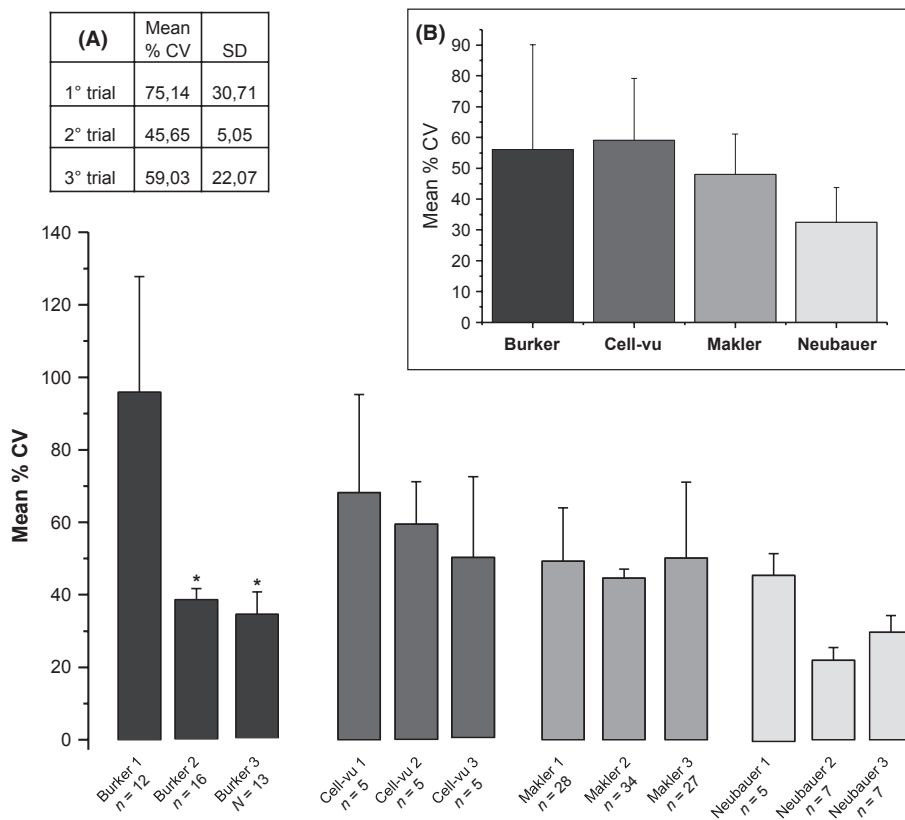 (A) Mean % CV SD
1° trial 75,14 30,71
2° trial 45,65 5,05
3° trial 59,03 22,07
(B)
Mean % CV
90
80
70
60
50
40
30
20
10
0
Burker Cell-vu Makler Neubauer
Mean % CV
140
120
100
80
60
40
20
0
* *
Burker 1
n = 12
Burker 2
n = 16
Burker 3
N = 13
Cell-vu 1
n = 5
Cell-vu 2
n = 5
Cell-vu 3
n = 5
Makler 1
n = 28
Makler 2
n = 34
Makler 3
n = 27
Neubauer 1
n = 5
Neubauer 2
n = 7
Neubauer 3
n = 7